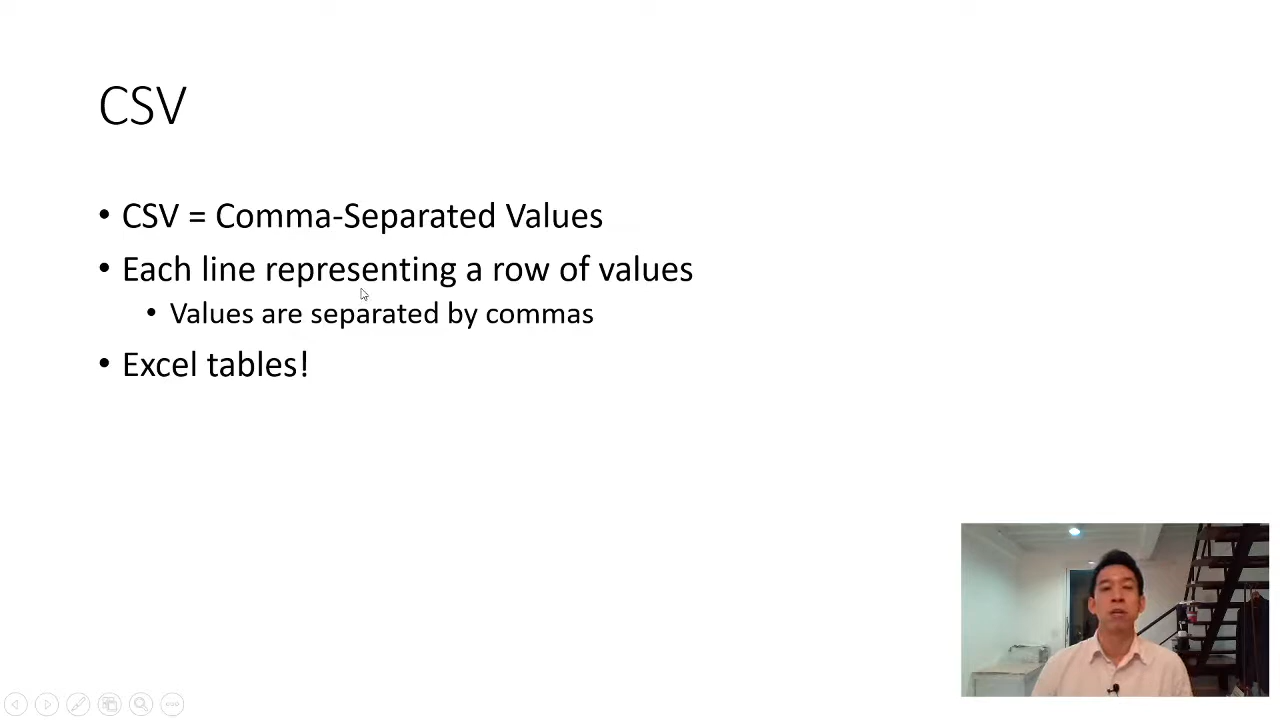 CSV
• CSV = Comma-Separated Values
• Each line representing a row of values
• Values are separated by commas
• Excel tables!